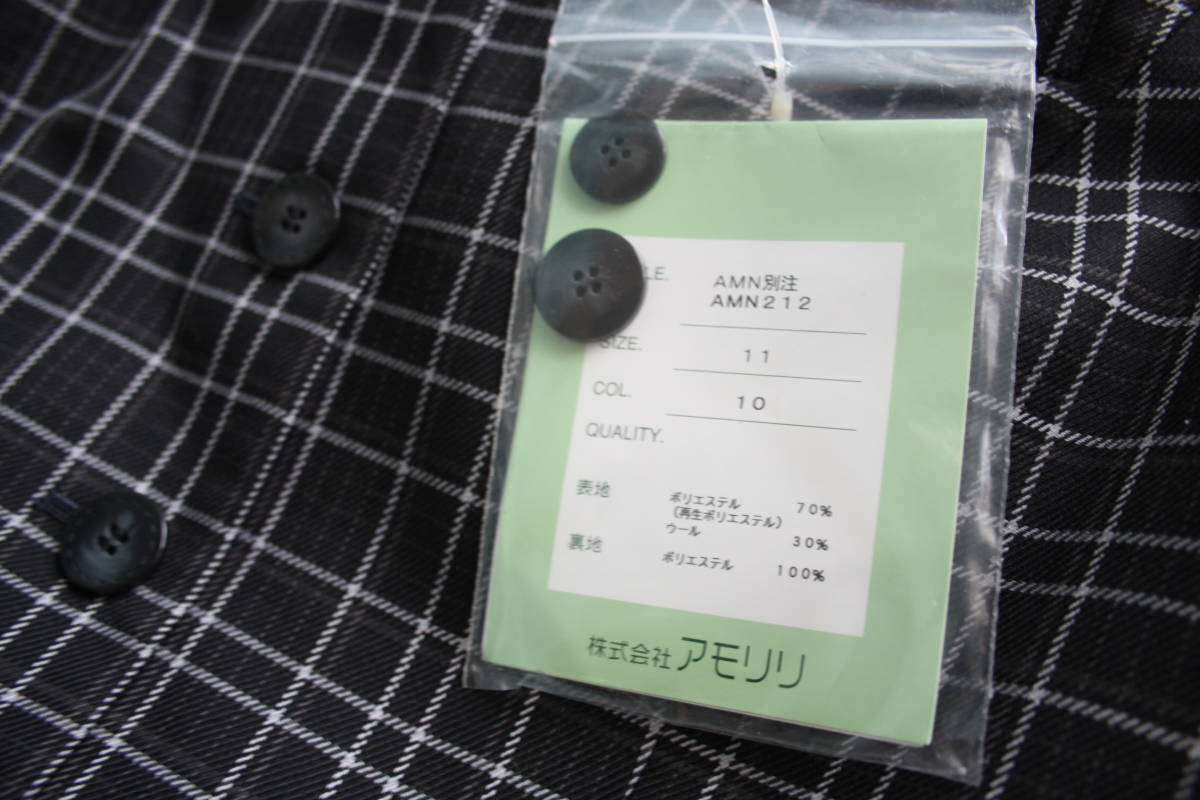 LE. AMN別注
AMN212
SIZE. 11
COL. 10
QUALITY.
表地 ポリエステル 70%
(再生ポリエステル)
ウール 30%
裏地 ポリエステル 100%
株式会社 アモリリ